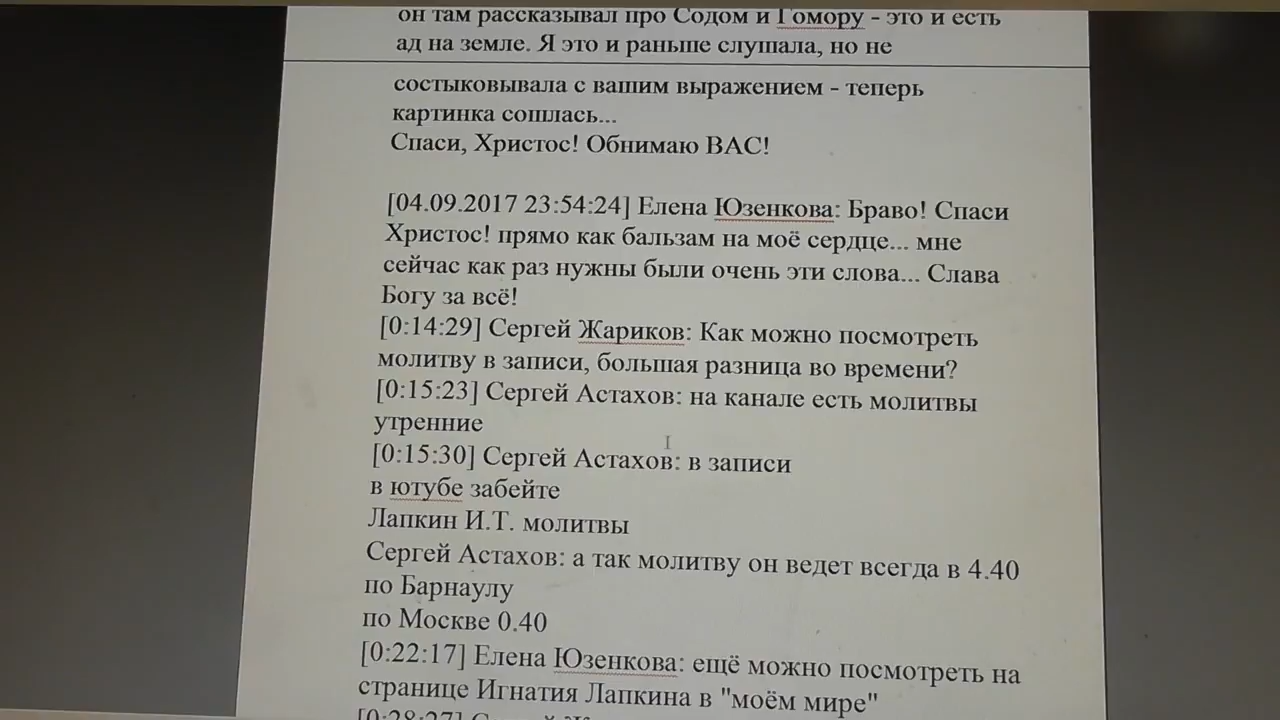 он там рассказывал про Содом и Гомору - это и есть
ад на земле. Я это и раньше слушала, но не
состыковывала с вашим выражением - теперь
картинка сошлась...
Спаси, Христос! Обнимаю ВАС!
[04.09.2017 23:54:24] Елена Юзенкова: Браво! Спаси
Христос! прямо как бальзам на моё сердце... мне
сейчас как раз нужны были очень эти слова... Слава
Богу за всё!
[0:14:29] Сергей Жариков: Как можно посмотреть
молитву в записи, большая разница во времени?
[0:15:23] Сергей Астахов: на канале есть молитвы
утренние
[0:15:30] Сергей Астахов: в записи
в ютубе забейте
Лапкин И.Т. молитвы
Сергей Астахов: а так молитву он ведет всегда в 4.40
по Барнаулу
по Москве 0.40
[0:22:17] Елена Юзенкова: ещё можно посмотреть на
странице Игнатия Лапкина в "моём мире"